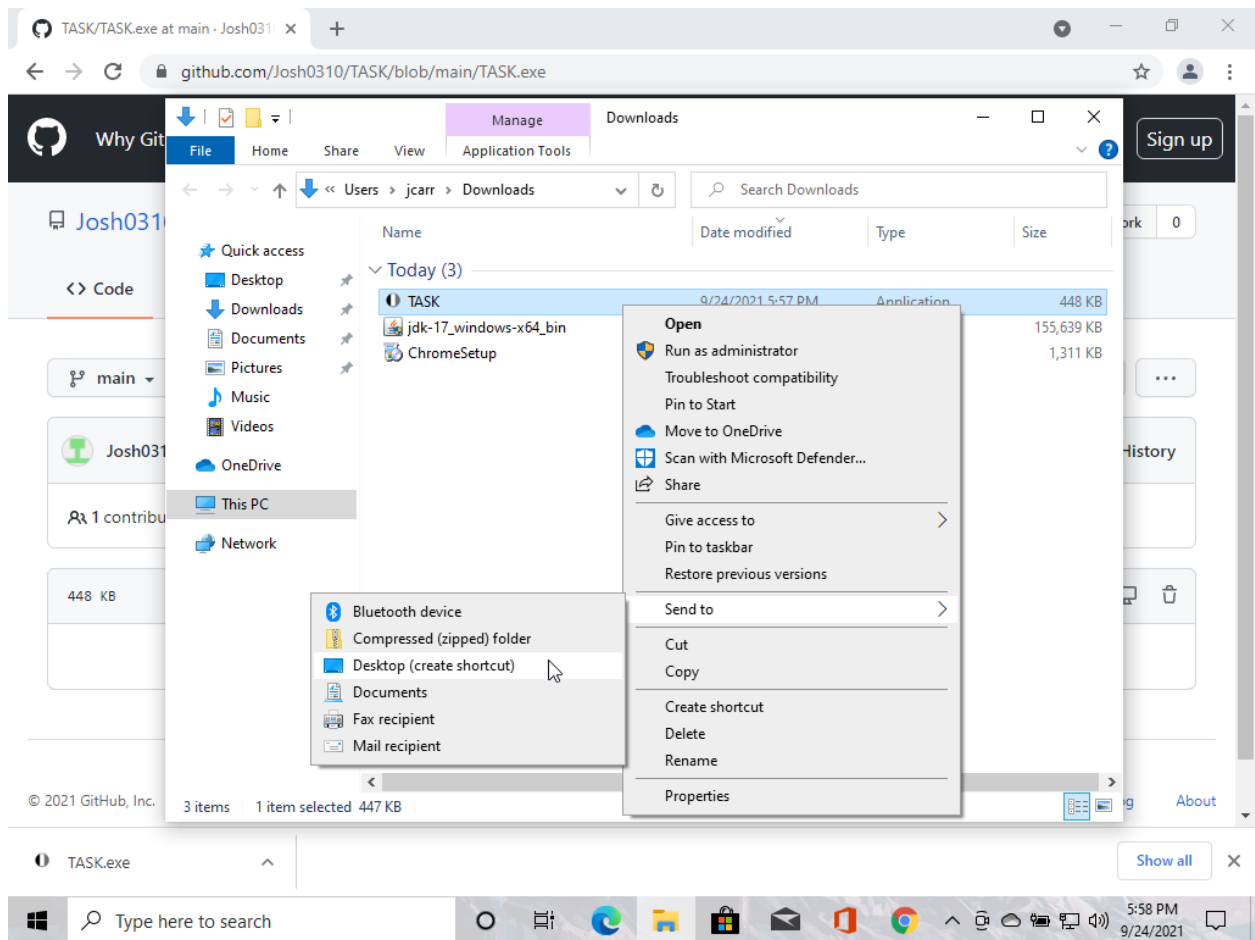 TASK/TASK.exe at main · Josh031
github.com/Josh0310/TASK/blob/main/TASK.exe
Why Git
Sign up
Manage
Downloads
File
Home
Share
View
Application Tools
« Users › jcarr › Downloads
Search Downloads
Josh031
ork
0
<> Code
main
Josh031
History
1 contribu
448 KB
Quick access
Desktop
Downloads
Documents
Pictures
Music
Videos
OneDrive
This PC
Network
Name
Date modified
Type
Size
Today (3)
TASK
9/24/2021 5:57 PM
Application
448 KB
jdk-17_windows-x64_bin
155,639 KB
ChromeSetup
1,311 KB
Open
Run as administrator
Troubleshoot compatibility
Pin to Start
Move to OneDrive
Scan with Microsoft Defender...
Share
Give access to
Pin to taskbar
Restore previous versions
Send to
Cut
Copy
Create shortcut
Delete
Rename
Properties
Bluetooth device
Compressed (zipped) folder
Desktop (create shortcut)
Documents
Fax recipient
Mail recipient
3 items
1 item selected 447 KB
© 2021 GitHub, Inc.
og
About
TASK.exe
Show all
Type here to search
5:58 PM
9/24/2021